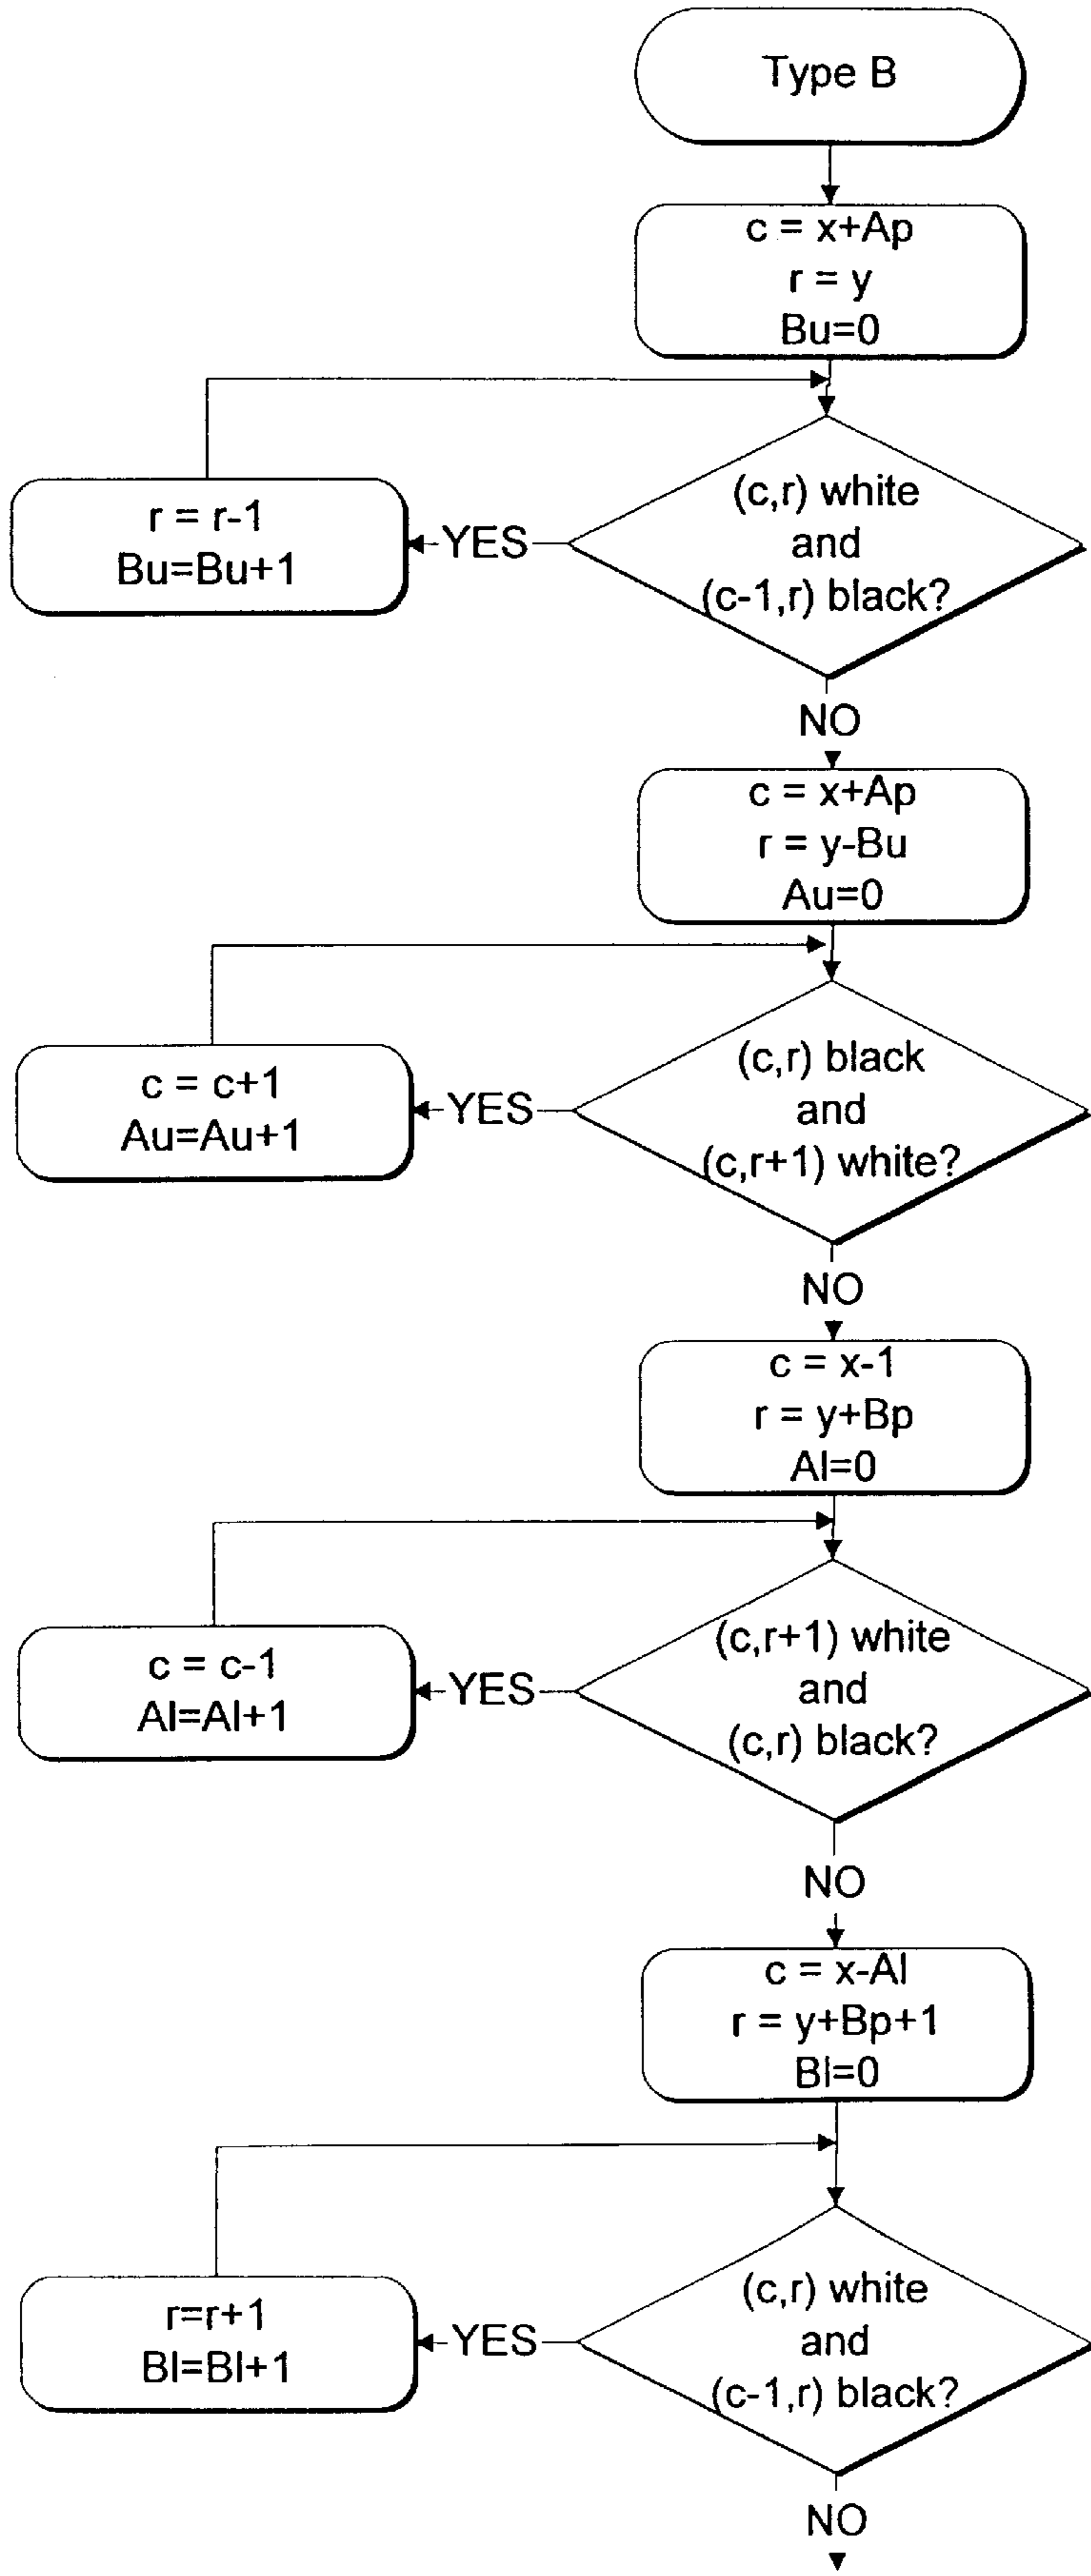 Type B
c = x+Ap
r = y
Bu=0
(c,r) white
and
(c-1,r) black?
YES
r = r-1
Bu=Bu+1
NO
c = x+Ap
r = y-Bu
Au=0
(c,r) black
and
(c,r+1) white?
YES
c = c+1
Au=Au+1
NO
c = x-1
r = y+Bp
Al=0
(c,r+1) white
and
(c,r) black?
YES
c = c-1
Al=Al+1
NO
c = x-Al
r = y+Bp+1
Bl=0
(c,r) white
and
(c-1,r) black?
YES
r=r+1
Bl=Bl+1
NO